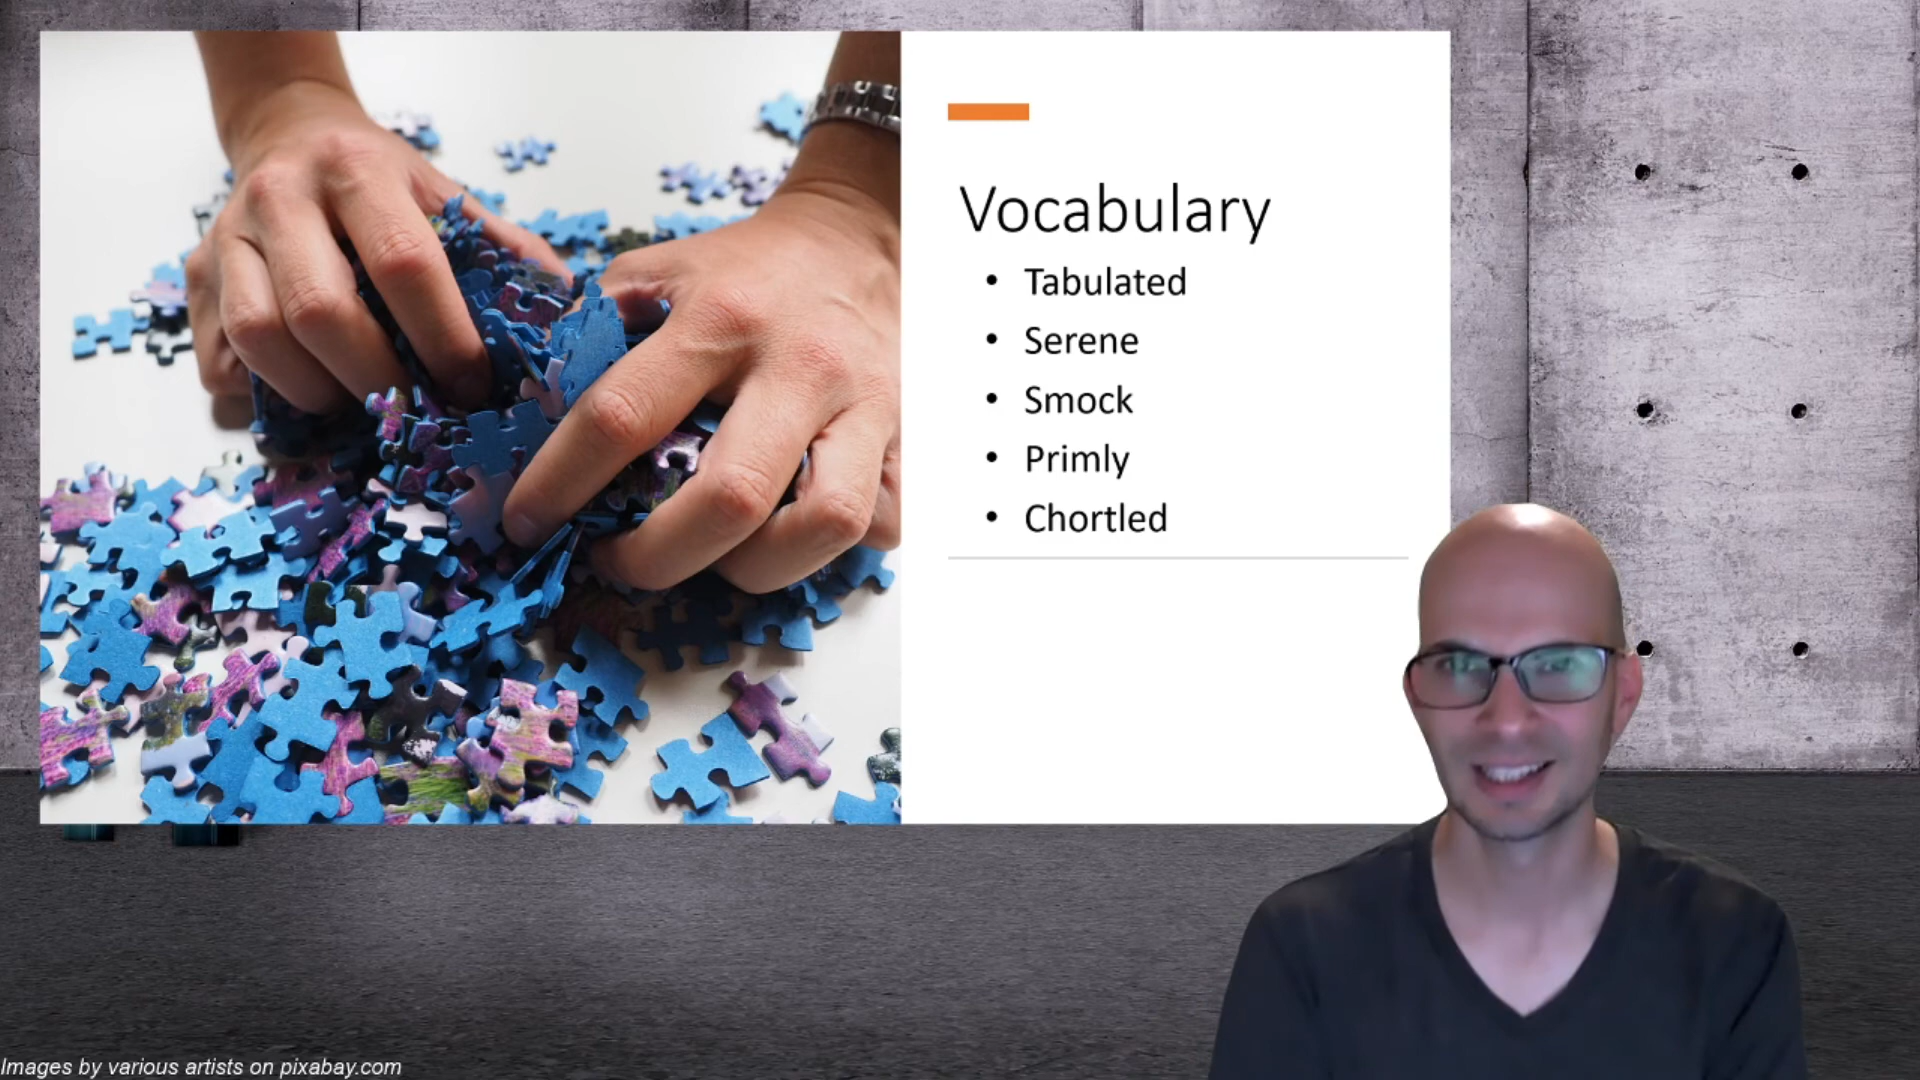 Vocabulary
• Tabulated
• Serene
• Smock
• Primly
• Chortled
Images by various artists on pixabay.com